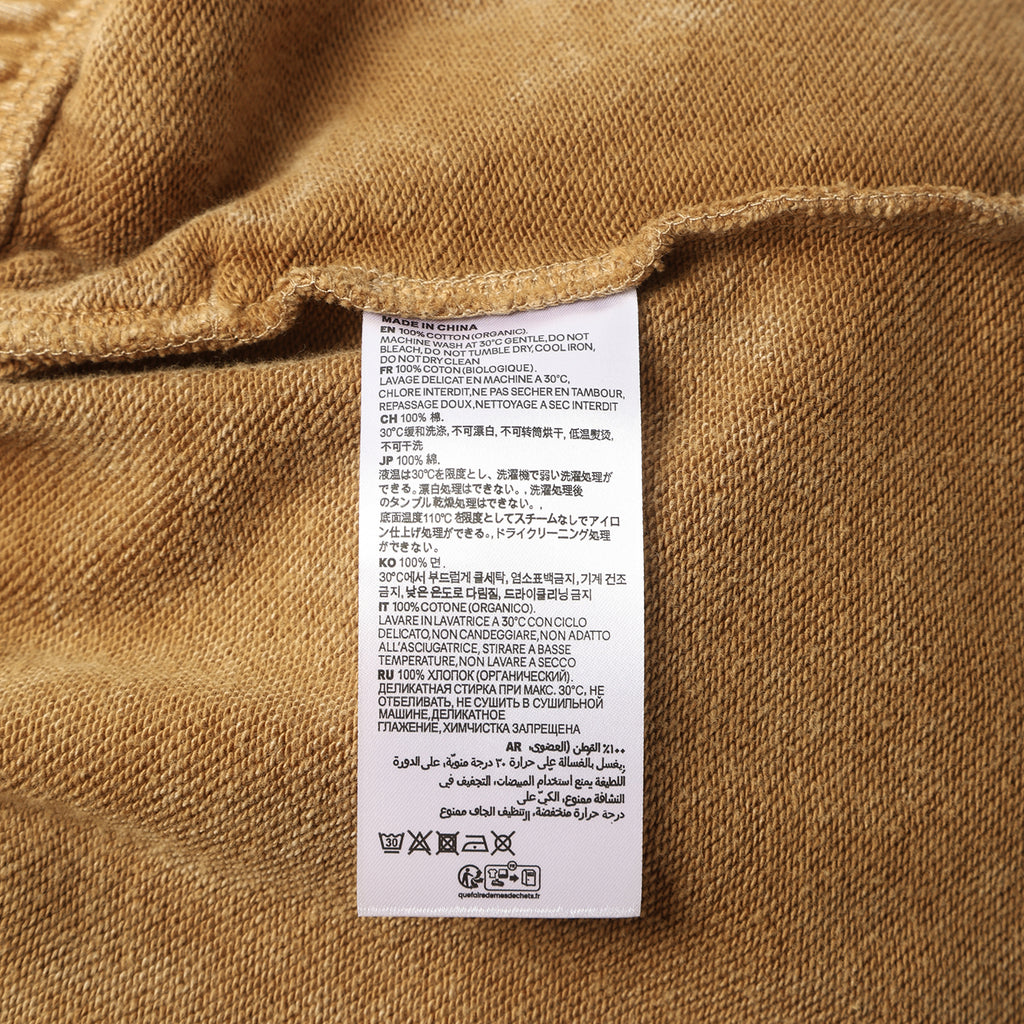 MADE IN CHINA
EN 100% COTTON (ORGANIC).
MACHINE WASH AT 30°C GENTLE, DO NOT
BLEACH, DO NOT TUMBLE DRY, COOL IRON,
DO NOT DRY CLEAN
FR 100% COTON (BIOLOGIQUE).
LAVAGE DELICAT EN MACHINE A 30°C,
CHLORE INTERDIT,NE PAS SECHER EN TAMBOUR,
REPASSAGE DOUX,NETTOYAGE A SEC INTERDIT
CH 100% 棉.
30°C缓和洗涤, 不可漂白, 不可转筒烘干, 低温熨烫,
不可干洗
JP 100% 綿.
液温は30℃を限度とし、洗濯機で弱い洗濯処理が
できる。漂白処理はできない。, 洗濯処理後
のタンブル乾燥処理はできない。,
底面温度110℃を限度としてスチームなしでアイロ
ン仕上げ処理ができる。, ドライクリーニング処理
ができない。
KO 100% 면.
30°C에서 부드럽게 물세탁, 염소표백금지, 기계 건조
금지, 낮은 온도로 다림질, 드라이클리닝 금지
IT 100% COTONE (ORGANICO).
LAVARE IN LAVATRICE A 30°C CON CICLO
DELICATO, NON CANDEGGIARE, NON ADATTO
ALL'ASCIUGATRICE, STIRARE A BASSE
TEMPERATURE, NON LAVARE A SECCO
RU 100% ХЛОПОК (ОРГАНИЧЕСКИЙ).
ДЕЛИКАТНАЯ СТИРКА ПРИ МАКС. 30°C, НЕ
ОТБЕЛИВАТЬ, НЕ СУШИТЬ В СУШИЛЬНОЙ
МАШИНЕ,ДЕЛИКАТНОЕ
ГЛАЖЕНИЕ, ХИМЧИСТКА ЗАПРЕЩЕНА
AR ١٠٠٪ القطن (العضوي.
يغسل بالغسالة على حرارة ٣٠ درجة مئوية، على الدورة
اللطيفة يمنع استخدام المبيضات، التجفيف في
النشافة ممنوع، الكيّ على
درجة حرارة منخفضة، التنظيف الجاف ممنوع
30
FR
quefairedemesdechets.fr